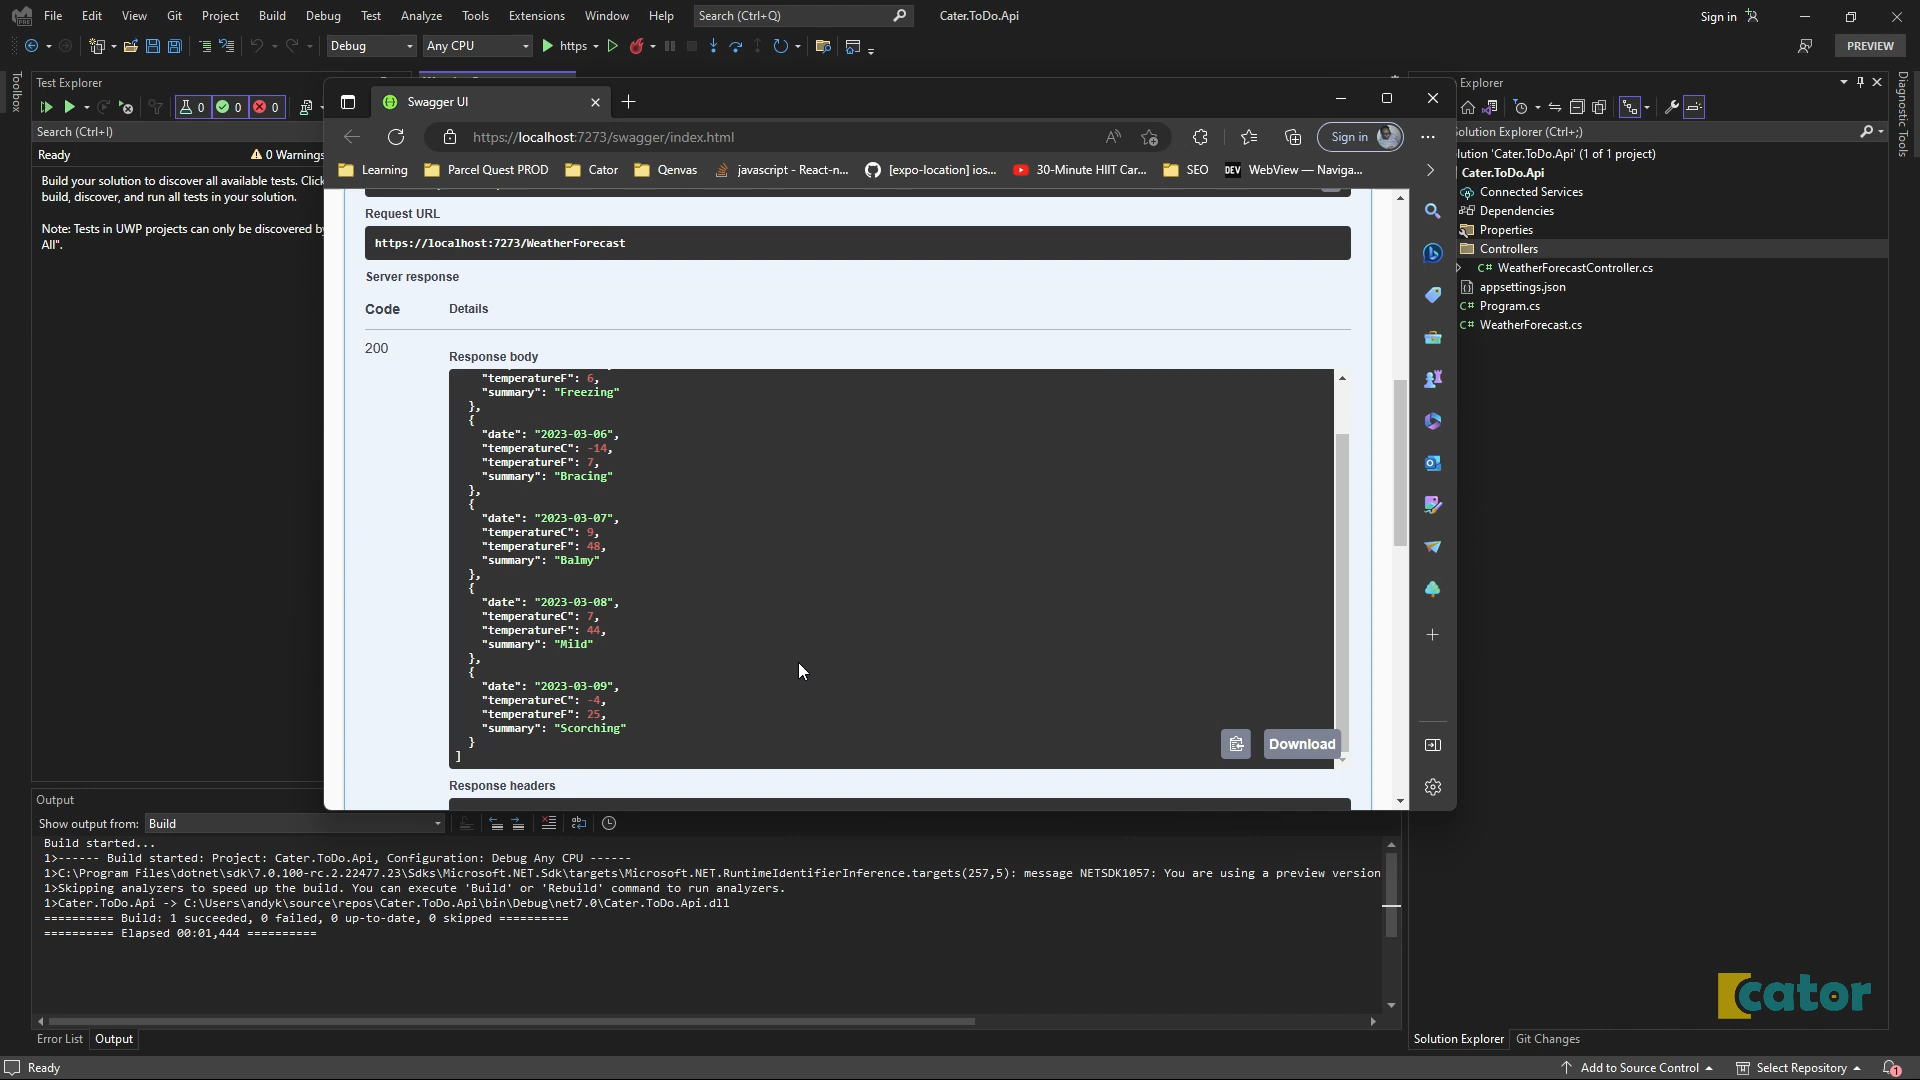 File Edit View Git Project Build Debug Test Analyze Tools Extensions Window Help Search (Ctrl+Q) Cater.ToDo.Api Sign in
Debug Any CPU https PREVIEW
Toolbox
Test Explorer
0 0 0
Search (Ctrl+I)
Ready 0 Warnings
Build your solution to discover all available tests. Click
build, discover, and run all tests in your solution.
Note: Tests in UWP projects can only be discovered by
All".
Swagger UI
https://localhost:7273/swagger/index.html Sign in
Learning Parcel Quest PROD Cator Qenvas javascript - React-n... [expo-location] ios... 30-Minute HIIT Car... SEO DEV WebView — Naviga...
Request URL
https://localhost:7273/WeatherForecast
Server response
Code Details
200
Response body
"temperatureF": 6,
"summary": "Freezing"
},
{
"date": "2023-03-06",
"temperatureC": -14,
"temperatureF": 7,
"summary": "Bracing"
},
{
"date": "2023-03-07",
"temperatureC": 9,
"temperatureF": 48,
"summary": "Balmy"
},
{
"date": "2023-03-08",
"temperatureC": 7,
"temperatureF": 44,
"summary": "Mild"
},
{
"date": "2023-03-09",
"temperatureC": -4,
"temperatureF": 25,
"summary": "Scorching"
}
]
Download
Response headers
Explorer
Solution Explorer (Ctrl+;)
lution 'Cater.ToDo.Api' (1 of 1 project)
Cater.ToDo.Api
Connected Services
Dependencies
Properties
Controllers
C# WeatherForecastController.cs
appsettings.json
C# Program.cs
C# WeatherForecast.cs
Diagnostic Tools
Output
Show output from: Build
Build started...
1>------ Build started: Project: Cater.ToDo.Api, Configuration: Debug Any CPU ------
1>C:\Program Files\dotnet\sdk\7.0.100-rc.2.22477.23\Sdks\Microsoft.NET.Sdk\targets\Microsoft.NET.RuntimeIdentifierInference.targets(257,5): message NETSDK1057: You are using a preview version
1>Skipping analyzers to speed up the build. You can execute 'Build' or 'Rebuild' command to run analyzers.
1>Cater.ToDo.Api -> C:\Users\andyk\source\repos\Cater.ToDo.Api\bin\Debug\net7.0\Cater.ToDo.Api.dll
========== Build: 1 succeeded, 0 failed, 0 up-to-date, 0 skipped ==========
========== Elapsed 00:01,444 ==========
cator
Error List Output
Solution Explorer Git Changes
Ready Add to Source Control Select Repository 1